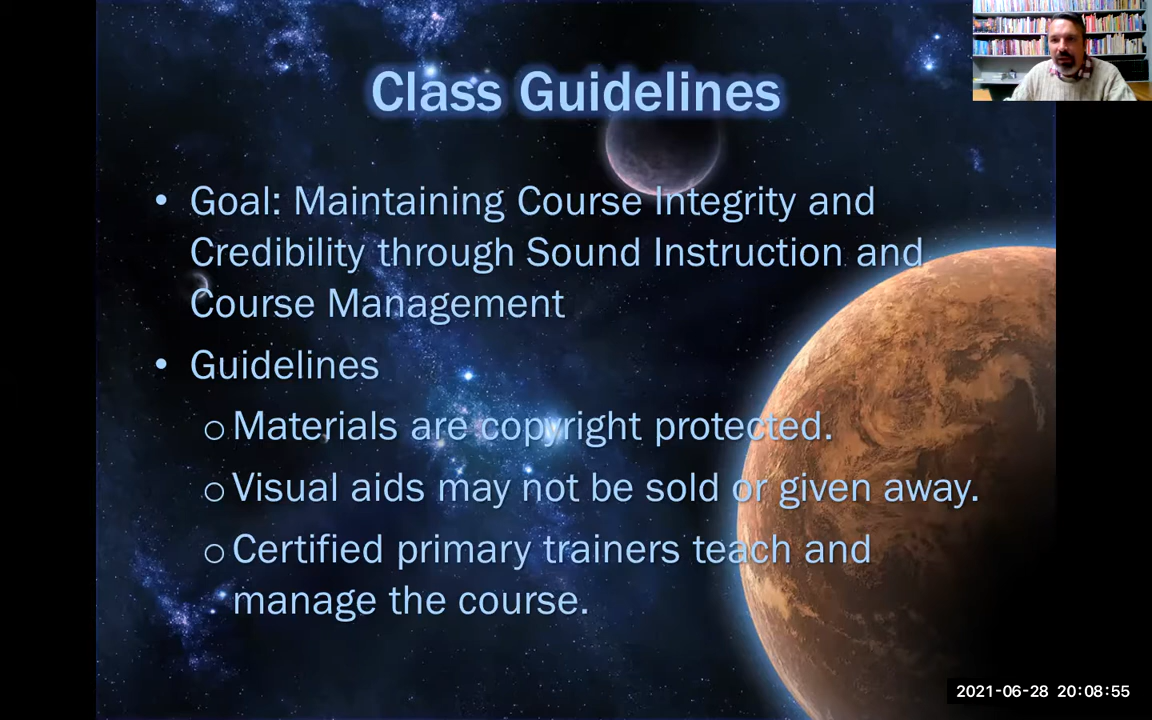 Class Guidelines
• Goal: Maintaining Course Integrity and
Credibility through Sound Instruction and
Course Management
• Guidelines
o Materials are copyright protected.
o Visual aids may not be sold or given away.
o Certified primary trainers teach and
manage the course.
2021-06-28 20:08:55